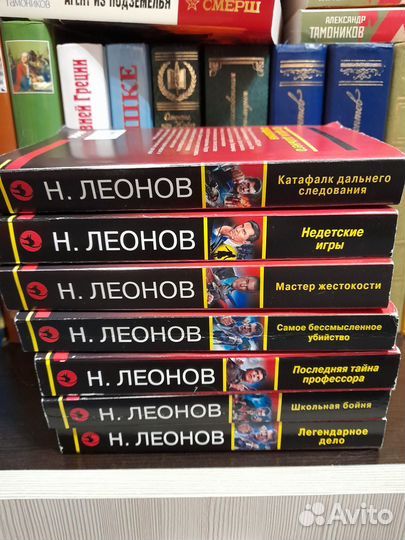 ТАМОНИКОВ
АГЕНТ ИЗ ПОДЗЕМЕЛЬЯ
СМЕРШ
АЛЕКСАНДР
ТАМОНИКОВ
Н. ЛЕОНОВ
Катафалк дальнего
следования
Н. ЛЕОНОВ
Недетские
игры
Н. ЛЕОНОВ
Мастер жестокости
Н. ЛЕОНОВ
Самое бессмысленное
убийство
Н. ЛЕОНОВ
Последняя тайна
профессора
Н. ЛЕОНОВ
Школьная бойня
Н. ЛЕОНОВ
Легендарное
дело
Avito